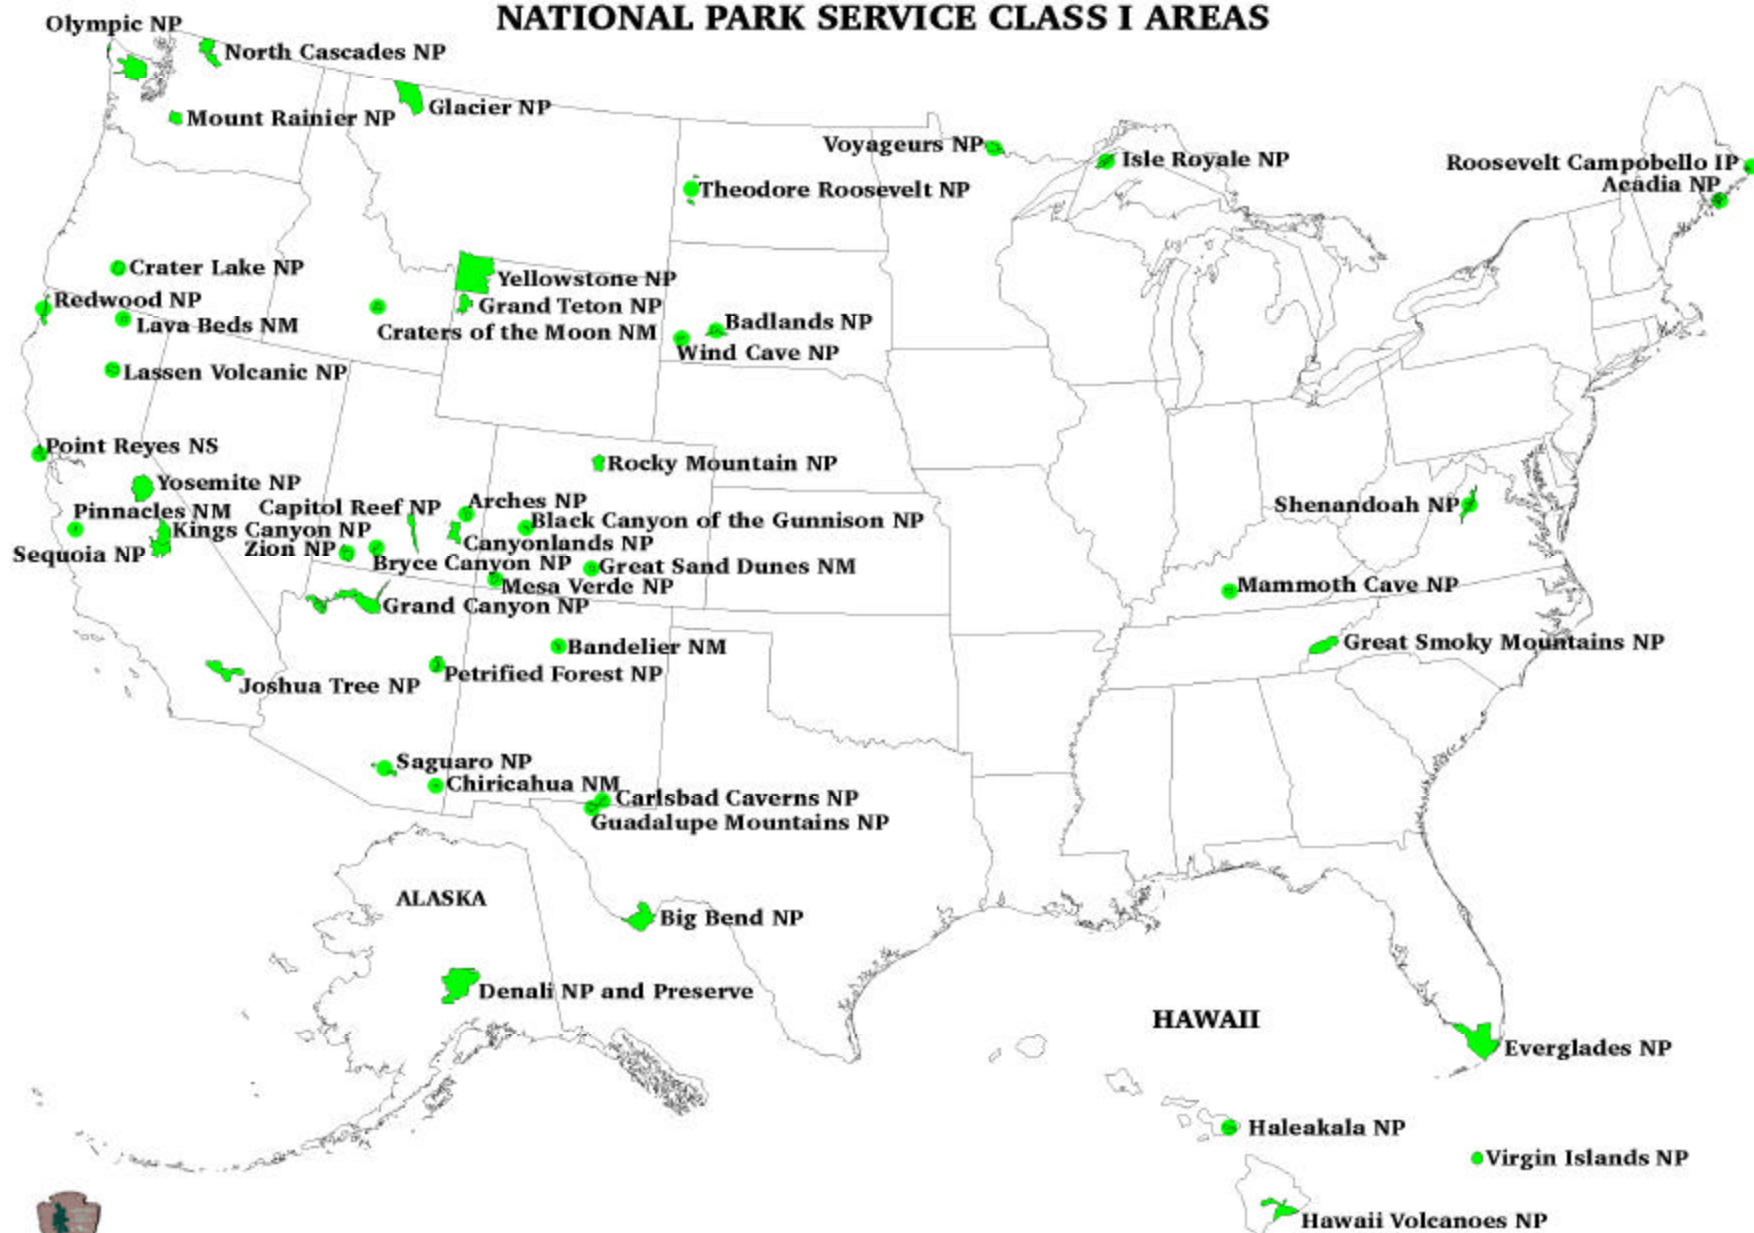 NATIONAL PARK SERVICE CLASS I AREAS
Olympic NP
North Cascades NP
Glacier NP
Mount Rainier NP
Voyageurs NP
Isle Royale NP
Roosevelt Campobello IP
Acadia NP
Theodore Roosevelt NP
Crater Lake NP
Yellowstone NP
Redwood NP
Grand Teton NP
Lava Beds NM
Craters of the Moon NM
Badlands NP
Wind Cave NP
Lassen Volcanic NP
Point Reyes NS
Rocky Mountain NP
Yosemite NP
Arches NP
Capitol Reef NP
Shenandoah NP
Pinnacles NM
Black Canyon of the Gunnison NP
Kings Canyon NP
Canyonlands NP
Zion NP
Sequoia NP
Bryce Canyon NP
Great Sand Dunes NM
Mesa Verde NP
Mammoth Cave NP
Grand Canyon NP
Great Smoky Mountains NP
Bandelier NM
Petrified Forest NP
Joshua Tree NP
Saguaro NP
Chiricahua NM
Carlsbad Caverns NP
Guadalupe Mountains NP
ALASKA
Big Bend NP
Denali NP and Preserve
HAWAII
Everglades NP
Haleakala NP
Virgin Islands NP
Hawaii Volcanoes NP